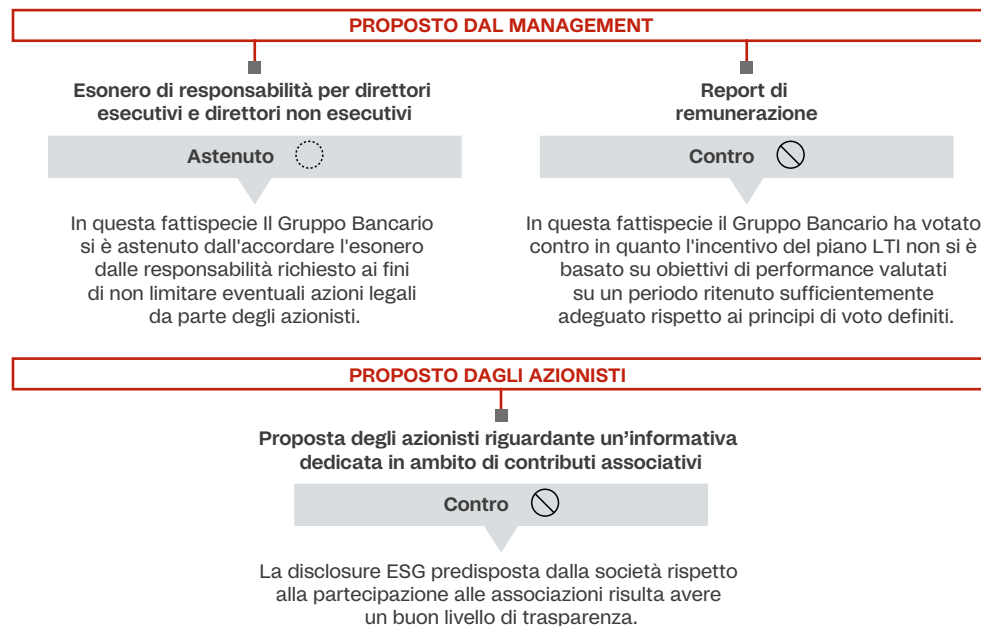 PROPOSTO DAL MANAGEMENT
Esonero di responsabilità per direttori
esecutivi e direttori non esecutivi
Astenuto
In questa fattispecie Il Gruppo Bancario
si è astenuto dall'accordare l'esonero
dalle responsabilità richiesto ai fini
di non limitare eventuali azioni legali
da parte degli azionisti.
Report di
remunerazione
Contro
In questa fattispecie il Gruppo Bancario ha votato
contro in quanto l'incentivo del piano LTI non si è
basato su obiettivi di performance valutati
su un periodo ritenuto sufficientemente
adeguato rispetto ai principi di voto definiti.
PROPOSTO DAGLI AZIONISTI
Proposta degli azionisti riguardante un’informativa
dedicata in ambito di contributi associativi
Contro
La disclosure ESG predisposta dalla società rispetto
alla partecipazione alle associazioni risulta avere
un buon livello di trasparenza.